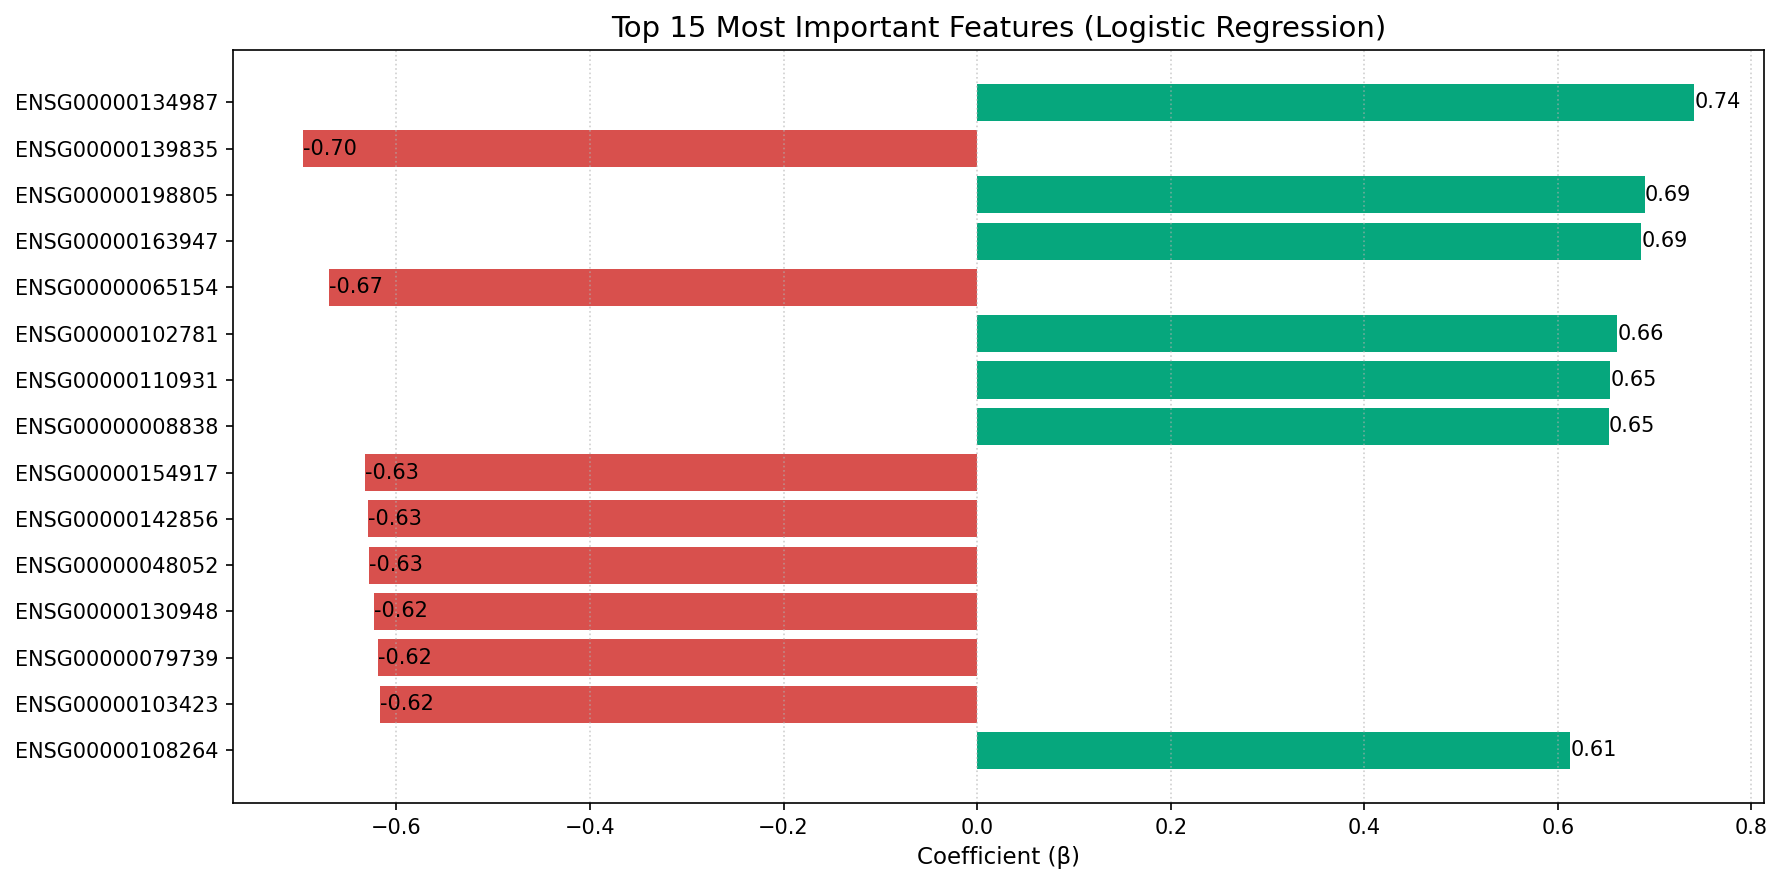 Top 15 Most Important Features (Logistic Regression)
ENSG00000134987 0.74
ENSG00000139835 -0.70
ENSG00000198805 0.69
ENSG00000163947 0.69
ENSG00000065154 -0.67
ENSG00000102781 0.66
ENSG00000110931 0.65
ENSG00000008838 0.65
ENSG00000154917 -0.63
ENSG00000142856 -0.63
ENSG00000048052 -0.63
ENSG00000130948 -0.62
ENSG00000079739 -0.62
ENSG00000103423 -0.62
ENSG00000108264 0.61
−0.6 −0.4 −0.2 0.0 0.2 0.4 0.6 0.8
Coefficient (β)